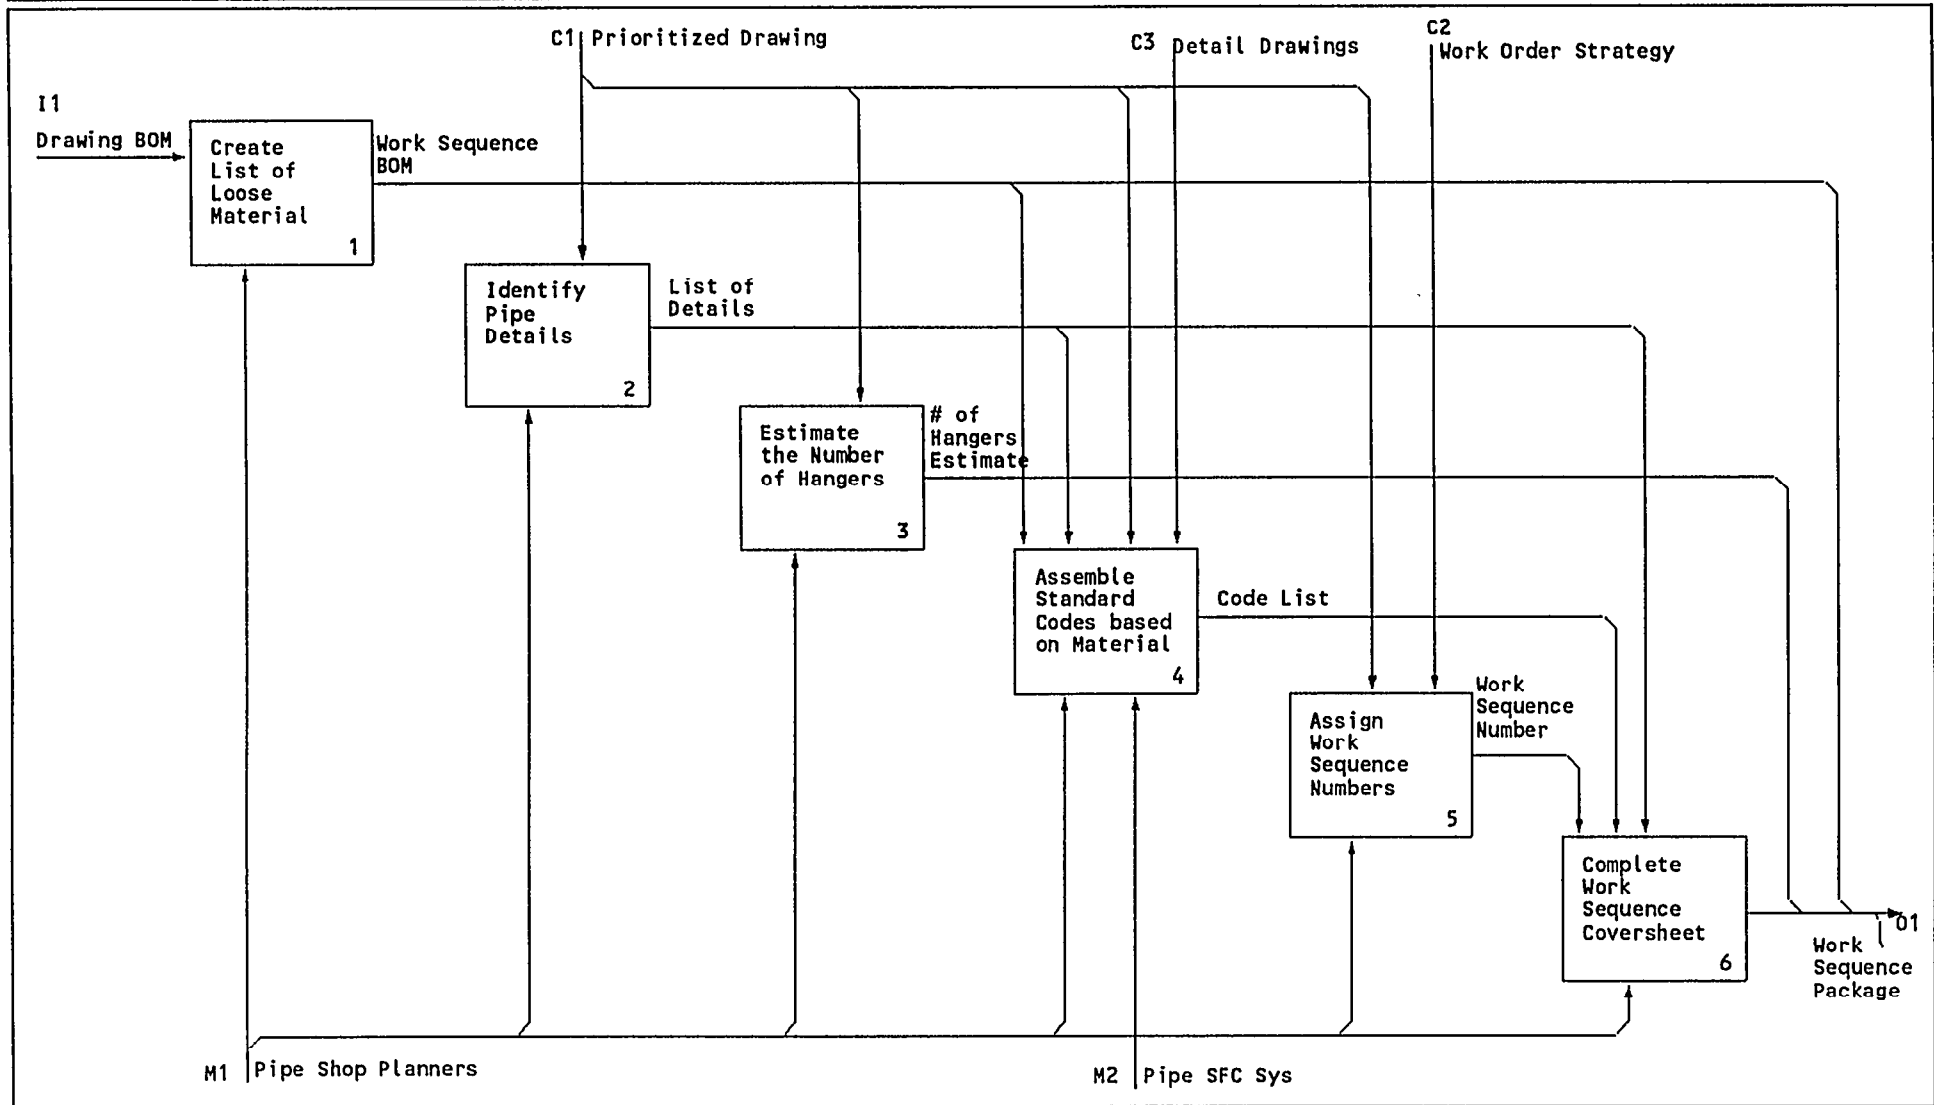 C1 Prioritized Drawing
C3 Detail Drawings
C2
Work Order Strategy
I1
Drawing BOM
Create
List of
Loose
Material
1
Work Sequence
BOM
Identify
Pipe
Details
2
List of
Details
Estimate
the Number
of Hangers
3
# of
Hangers
Estimate
Assemble
Standard
Codes based
on Material
4
Code List
Assign
Work
Sequence
Numbers
5
Work
Sequence
Number
Complete
Work
Sequence
Coversheet
6
O1
Work
Sequence
Package
M1 Pipe Shop Planners
M2 Pipe SFC Sys